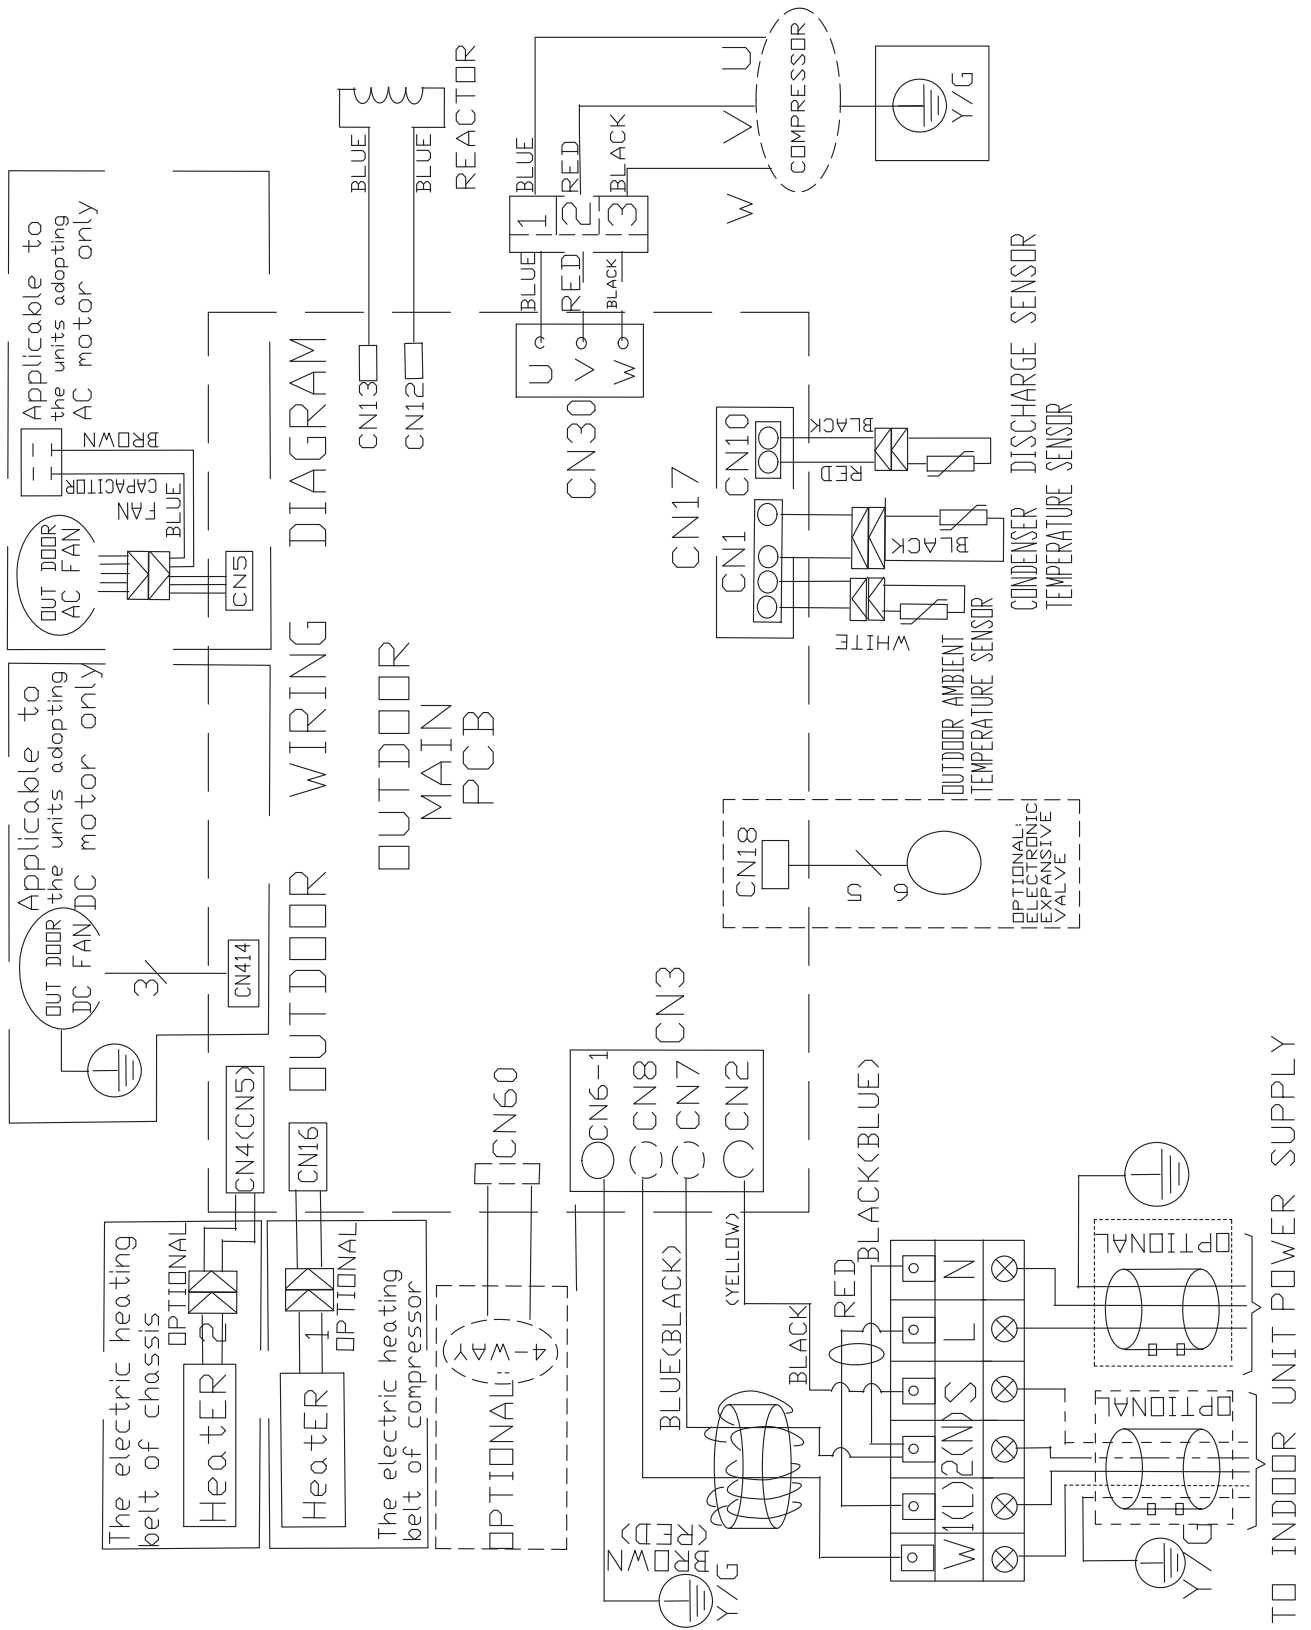 OUTDOOR WIRING DIAGRAM
The electric heating
belt of chassis
OPTIONAL
HeatER
2
CN4(CN5)
The electric heating
belt of compressor
OPTIONAL
HeatER
1
CN16
OUT DOOR
DC FAN
Applicable to
the units adopting
DC motor only
3
CN414
OUT DOOR
AC FAN
Applicable to
the units adopting
AC motor only
FAN
CAPACITOR
BROWN
BLUE
CN5
OUTDOOR
MAIN
PCB
CN13
CN12
BLUE
BLUE
REACTOR
CN30
U
V
W
BLUE
RED
BLACK
1
2
3
BLUE
RED
BLACK
U
V
W
COMPRESSOR
Y/G
OPTIONAL:
4-WAY
CN60
CN3
CN6-1
CN8
CN7
CN2
BROWN
(RED)
Y/G
BLUE(BLACK)
(YELLOW)
BLACK
RED
BLACK(BLUE)
W
1(L)
2(N)
S
L
N
OPTIONAL
OPTIONAL
Y/G
TO INDOOR UNIT
POWER SUPPLY
CN18
5
6
OPTIONAL:
ELECTRONIC
EXPANSIVE
VALVE
CN17
CN1
CN10
WHITE
BLACK
RED
BLACK
OUTDOOR AMBIENT
TEMPERATURE SENSOR
CONDENSER
TEMPERATURE SENSOR
DISCHARGE SENSOR